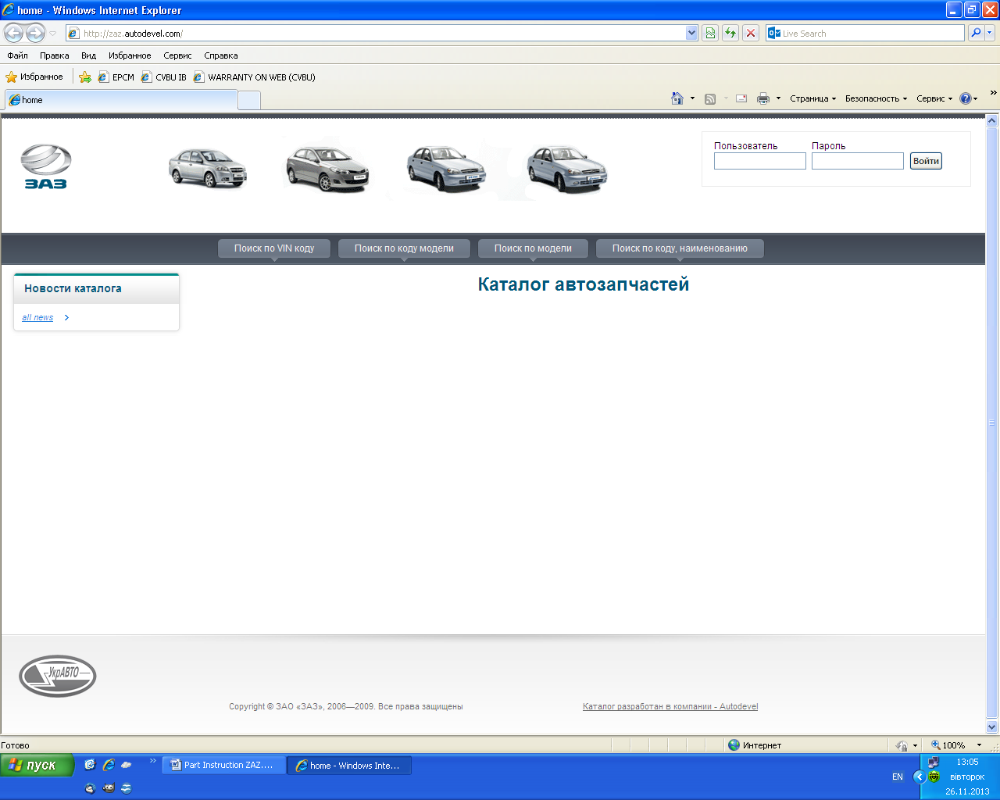 home - Windows Internet Explorer
http://zaz.autodevel.com/
Live Search
Файл Правка Вид Избранное Сервис Справка
Избранное EPCM CVBU IB WARRANTY ON WEB (CVBU)
home
Страница Безопасность Сервис
ЗАЗ
Пользователь Пароль
Войти
Поиск по VIN коду Поиск по коду модели Поиск по модели Поиск по коду, наименованию
Новости каталога
Каталог автозапчастей
all news
УкрАВТО
Copyright © ЗАО «ЗАЗ», 2006—2009. Все права защищены
Каталог разработан в компании - Autodevel
Готово Интернет 100%
пуск Part Instruction ZAZ.... home - Windows Inte...
EN
13:05
вівторок
26.11.2013